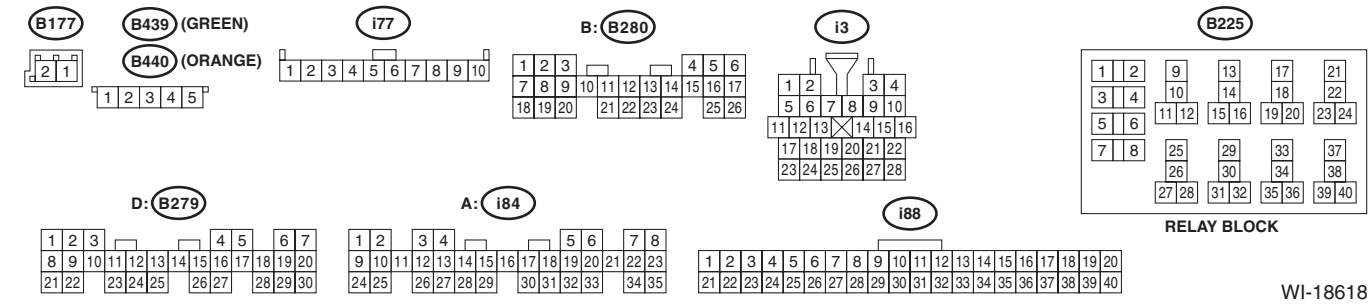 B177
B439 (GREEN)
B440 (ORANGE)
i77
B: B280
i3
B225
2 1
1 2 3 4 5
1 2 3 4 5 6 7 8 9 10
1 2 3 4 5 6
7 8 9 10 11 12 13 14 15 16 17
18 19 20 21 22 23 24 25 26
1 2 3 4
5 6 7 8 9 10
11 12 13 14 15 16
17 18 19 20 21 22
23 24 25 26 27 28
1 2 9 13 17 21
3 4 10 14 18 22
11 12 15 16 19 20 23 24
5 6
7 8 25 29 33 37
26 30 34 38
27 28 31 32 35 36 39 40
RELAY BLOCK
D: B279
A: i84
i88
1 2 3 4 5 6 7
8 9 10 11 12 13 14 15 16 17 18 19 20
21 22 23 24 25 26 27 28 29 30
1 2 3 4 5 6 7 8
9 10 11 12 13 14 15 16 17 18 19 20 21 22 23
24 25 26 27 28 29 30 31 32 33 34 35
1 2 3 4 5 6 7 8 9 10 11 12 13 14 15 16 17 18 19 20
21 22 23 24 25 26 27 28 29 30 31 32 33 34 35 36 37 38 39 40
WI-18618